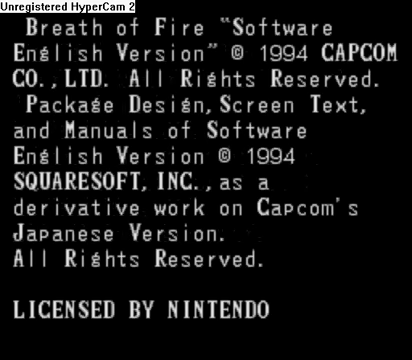 Unregistered HyperCam 2
Breath of Fire "Software
English Version" © 1994 CAPCOM
CO.,LTD. All Rights Reserved.
Package Design, Screen Text,
and Manuals of Software
English Version © 1994
SQUARESOFT, INC.,as a
derivative work on Capcom's
Japanese Version.
All Rights Reserved.
LICENSED BY NINTENDO